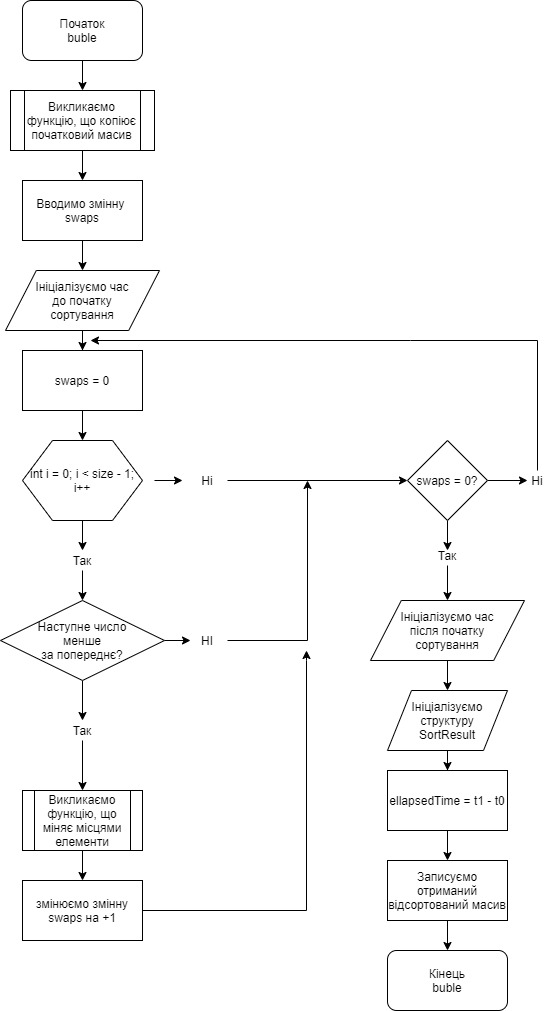 Початок
buble
Викликаємо
функцію, що копіює
початковий масив
Вводимо змінну
swaps
Ініціалізуємо час
до початку
сортування
swaps = 0
int i = 0; i < size - 1;
i++
Ні
swaps = 0?
Ні
Так
Так
Наступне число
менше
за попереднє?
НІ
Ініціалізуємо час
після початку
сортування
Так
Ініціалізуємо
структуру
SortResult
Викликаємо
функцію, що
міняє місцями
елементи
ellapsedTime = t1 - t0
змінюємо змінну
swaps на +1
Записуємо
отриманий
відсортований масив
Кінець
buble